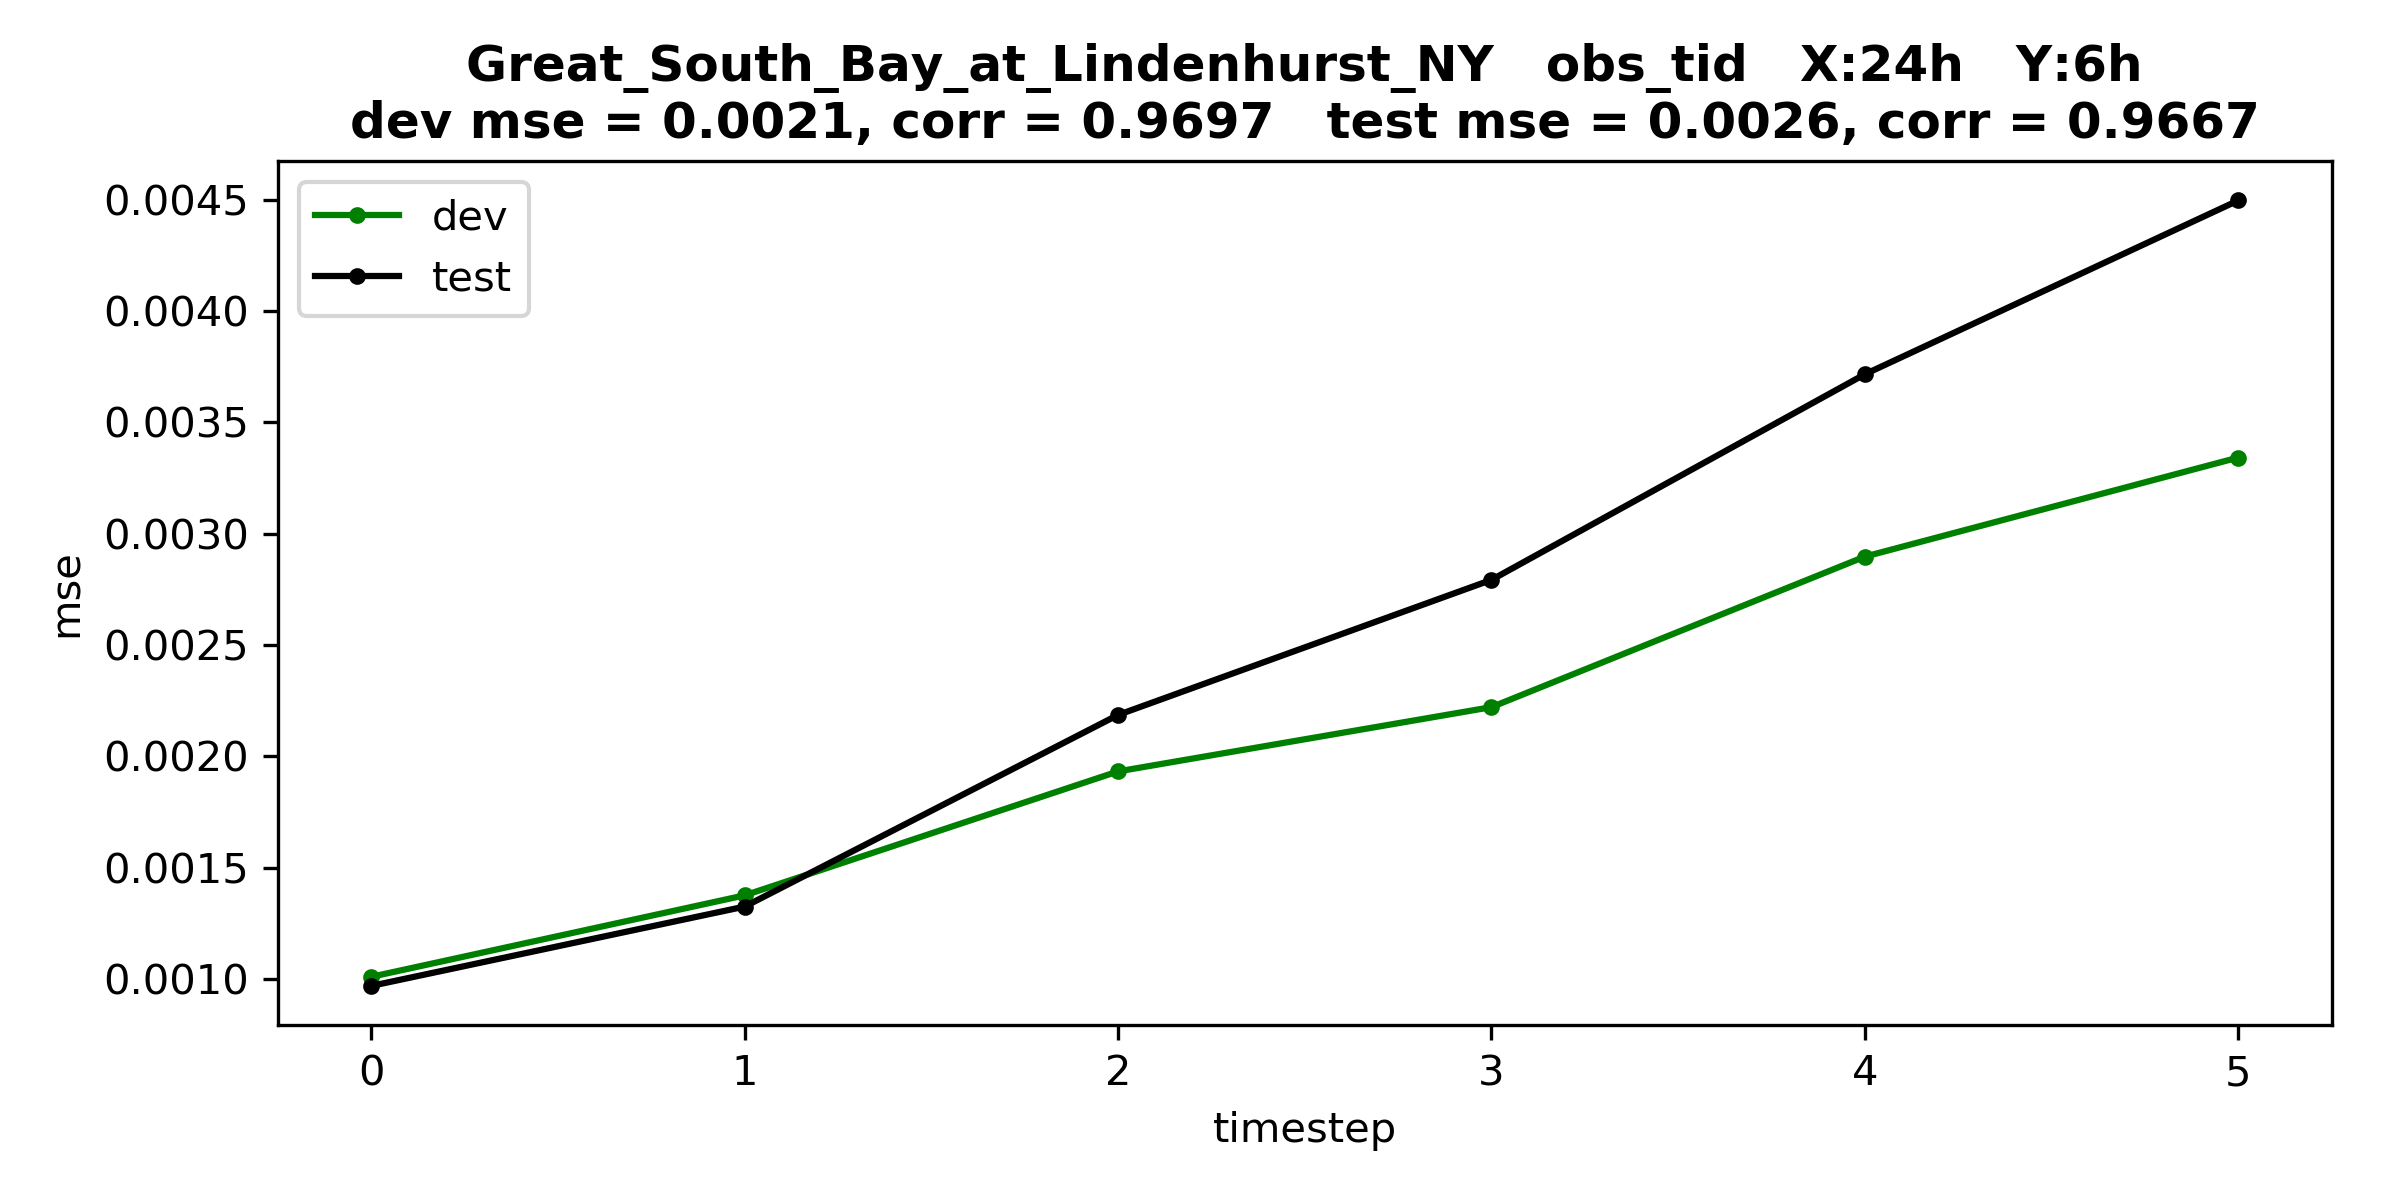 Great_South_Bay_at_Lindenhurst_NY   obs_tid   X:24h   Y:6h
dev mse = 0.0021, corr = 0.9697   test mse = 0.0026, corr = 0.9667
dev
test
0.0045
0.0040
0.0035
0.0030
0.0025
0.0020
0.0015
0.0010
mse
0 1 2 3 4 5
timestep